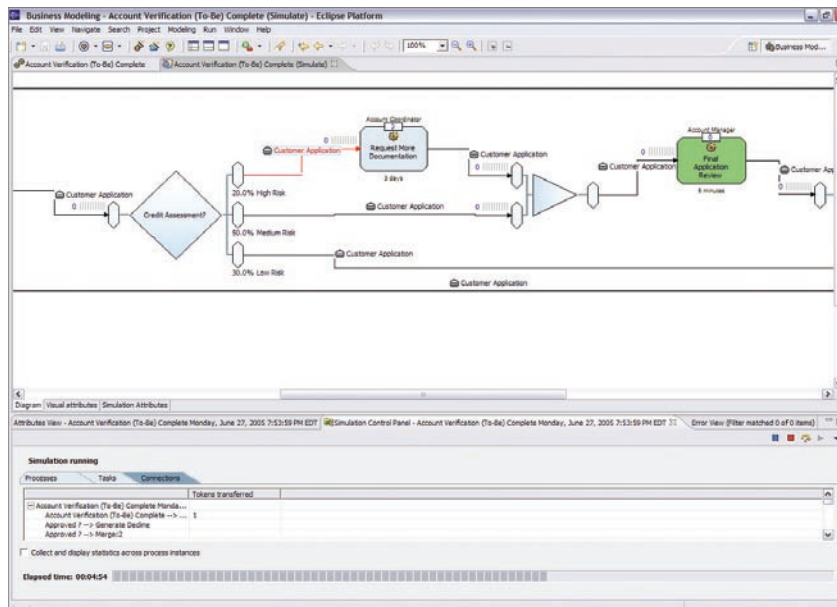 Business Modeling - Account Verification (To-Be) Complete (Simulate) - Eclipse Platform
File Edit View Navigate Search Project Modeling Run Window Help
100%
Business Mod...
Account Verification (To-Be) Complete
Account Verification (To-Be) Complete (Simulate)
Account Coordinator
Account Manager
0
Customer Application
Request More
Documentation
3 days
Customer Application
0
Customer Application
0
Final
Application
Review
5 minutes
Customer App
0
Customer Application
0
Credit Assessment?
20.0% High Risk
Customer Application
0
50.0% Medium Risk
Customer Application
30.0% Low Risk
Customer Application
Diagram Visual attributes Simulation Attributes
Attributes View - Account Verification (To-Be) Complete Monday, June 27, 2005 7:53:59 PM EDT
Simulation Control Panel - Account Verification (To-Be) Complete Monday, June 27, 2005 7:53:59 PM EDT
Error View (Filter matched 0 of 0 items)
Simulation running
Processes Tasks Connections
Tokens transferred
Account Verification (To-Be) Complete Monda...
Account Verification (To-Be) Complete --> ... 1
Approved ? --> Generate Decline
Approved ? --> Merge:2
Collect and display statistics across process instances
Elapsed time: 00:04:54